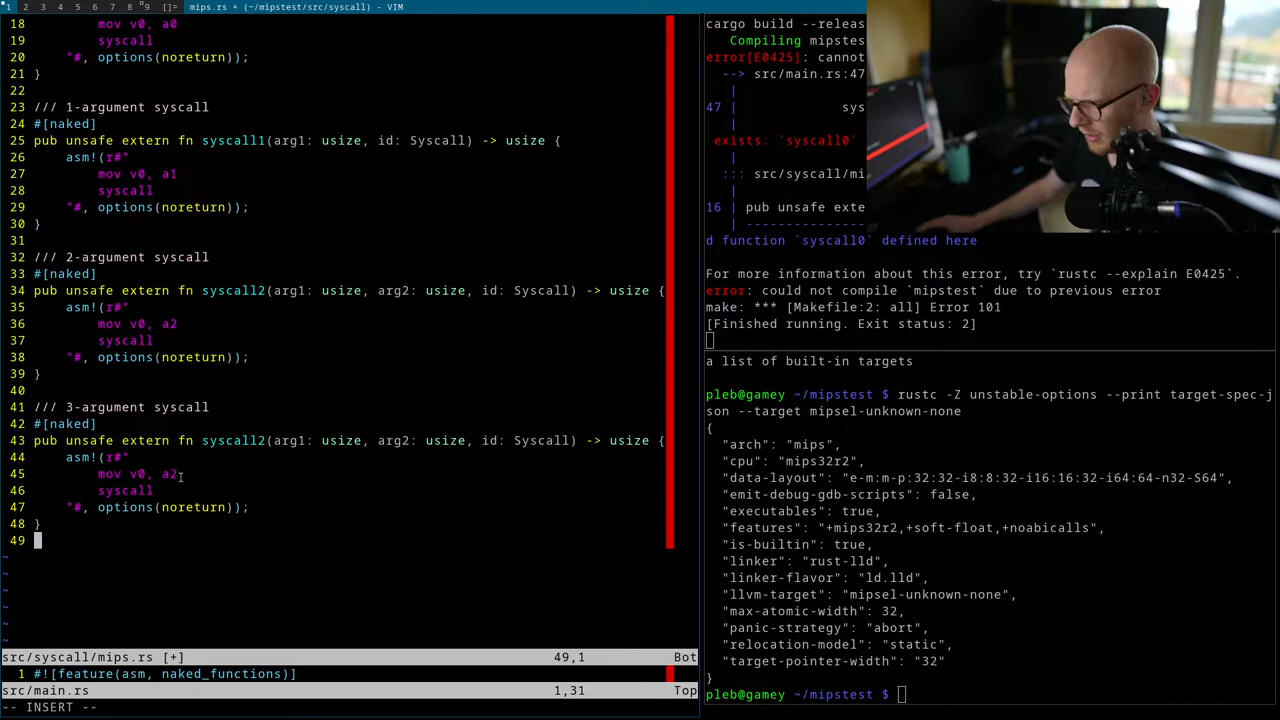 1 2 3 4 5 6 7 8 9 []= mips.rs + (~/mipstest/src/syscall) - VIM
18 mov v0, a0
19 syscall
20 "#, options(noreturn));
21 }
22
23 /// 1-argument syscall
24 #[naked]
25 pub unsafe extern fn syscall1(arg1: usize, id: Syscall) -> usize {
26 asm!(r#"
27 mov v0, a1
28 syscall
29 "#, options(noreturn));
30 }
31
32 /// 2-argument syscall
33 #[naked]
34 pub unsafe extern fn syscall2(arg1: usize, arg2: usize, id: Syscall) -> usize {
35 asm!(r#"
36 mov v0, a2
37 syscall
38 "#, options(noreturn));
39 }
40
41 /// 3-argument syscall
42 #[naked]
43 pub unsafe extern fn syscall2(arg1: usize, arg2: usize, id: Syscall) -> usize {
44 asm!(r#"
45 mov v0, a2
46 syscall
47 "#, options(noreturn));
48 }
49
~
~
~
~
~
~
src/syscall/mips.rs [+] 49,1 Bot
1 #![feature(asm, naked_functions)]
src/main.rs 1,31 Top
-- INSERT --
cargo build --releas
Compiling mipstes
error[E0425]: cannot
--> src/main.rs:47
|
47 | sys
|
exists: `syscall0`
|
::: src/syscall/mi
|
16 | pub unsafe exte
| ---------------
d function `syscall0` defined here

For more information about this error, try `rustc --explain E0425`.
error: could not compile `mipstest` due to previous error
make: *** [Makefile:2: all] Error 101
[Finished running. Exit status: 2]
a list of built-in targets

pleb@gamey ~/mipstest $ rustc -Z unstable-options --print target-spec-j
son --target mipsel-unknown-none
{
"arch": "mips",
"cpu": "mips32r2",
"data-layout": "e-m:m-p:32:32-i8:8:32-i16:16:32-i64:64-n32-S64",
"emit-debug-gdb-scripts": false,
"executables": true,
"features": "+mips32r2,+soft-float,+noabicalls",
"is-builtin": true,
"linker": "rust-lld",
"linker-flavor": "ld.lld",
"llvm-target": "mipsel-unknown-none",
"max-atomic-width": 32,
"panic-strategy": "abort",
"relocation-model": "static",
"target-pointer-width": "32"
}
pleb@gamey ~/mipstest $